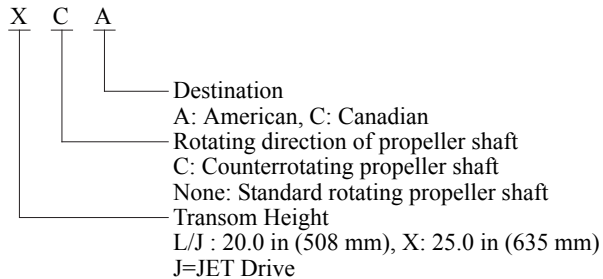 X C A
Destination
A: American, C: Canadian
Rotating direction of propeller shaft
C: Counterrotating propeller shaft
None: Standard rotating propeller shaft
Transom Height
L/J : 20.0 in (508 mm), X: 25.0 in (635 mm)
J=JET Drive